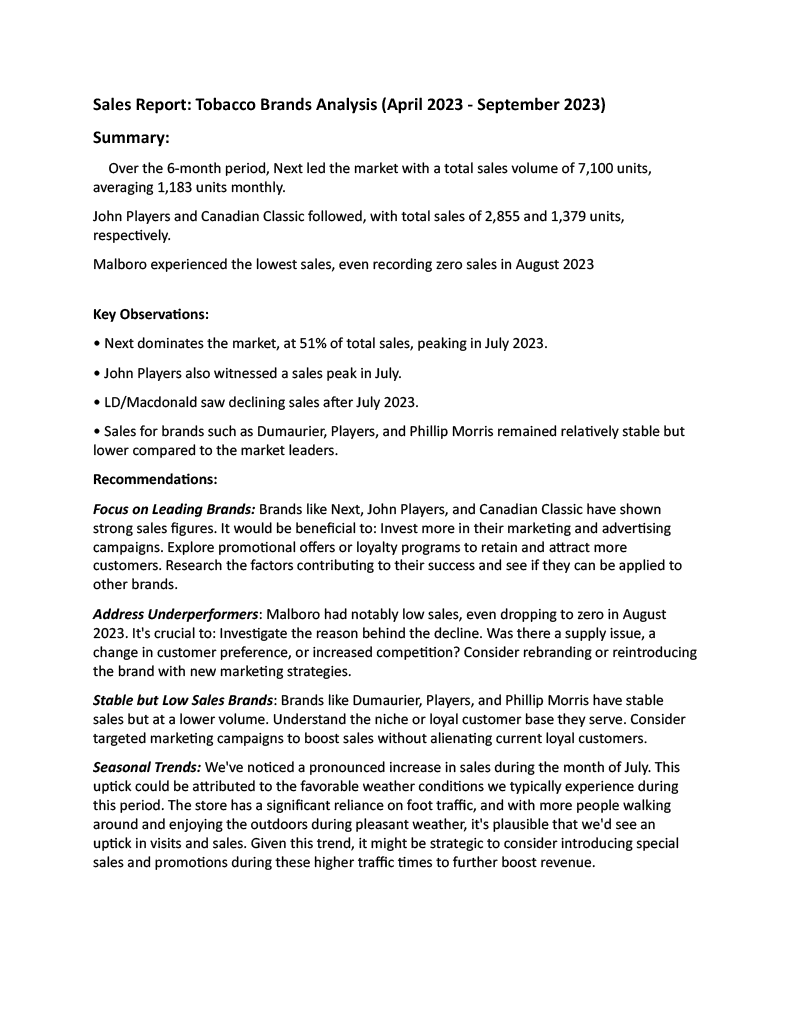 Sales Report: Tobacco Brands Analysis (April 2023 - September 2023)
Summary:
Over the 6-month period, Next led the market with a total sales volume of 7,100 units,
averaging 1,183 units monthly.
John Players and Canadian Classic followed, with total sales of 2,855 and 1,379 units,
respectively.
Malboro experienced the lowest sales, even recording zero sales in August 2023
Key Observations:
• Next dominates the market, at 51% of total sales, peaking in July 2023.
• John Players also witnessed a sales peak in July.
• LD/Macdonald saw declining sales after July 2023.
• Sales for brands such as Dumaurier, Players, and Phillip Morris remained relatively stable but
lower compared to the market leaders.
Recommendations:
Focus on Leading Brands: Brands like Next, John Players, and Canadian Classic have shown
strong sales figures. It would be beneficial to: Invest more in their marketing and advertising
campaigns. Explore promotional offers or loyalty programs to retain and attract more
customers. Research the factors contributing to their success and see if they can be applied to
other brands.
Address Underperformers: Malboro had notably low sales, even dropping to zero in August
2023. It's crucial to: Investigate the reason behind the decline. Was there a supply issue, a
change in customer preference, or increased competition? Consider rebranding or reintroducing
the brand with new marketing strategies.
Stable but Low Sales Brands: Brands like Dumaurier, Players, and Phillip Morris have stable
sales but at a lower volume. Understand the niche or loyal customer base they serve. Consider
targeted marketing campaigns to boost sales without alienating current loyal customers.
Seasonal Trends: We've noticed a pronounced increase in sales during the month of July. This
uptick could be attributed to the favorable weather conditions we typically experience during
this period. The store has a significant reliance on foot traffic, and with more people walking
around and enjoying the outdoors during pleasant weather, it's plausible that we'd see an
uptick in visits and sales. Given this trend, it might be strategic to consider introducing special
sales and promotions during these higher traffic times to further boost revenue.